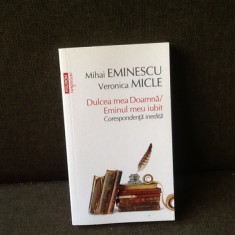 Mihai EMINESCU
Veronica MICLE
Dulcea mea Doamnă/
Eminul meu iubit
Corespondență inedită